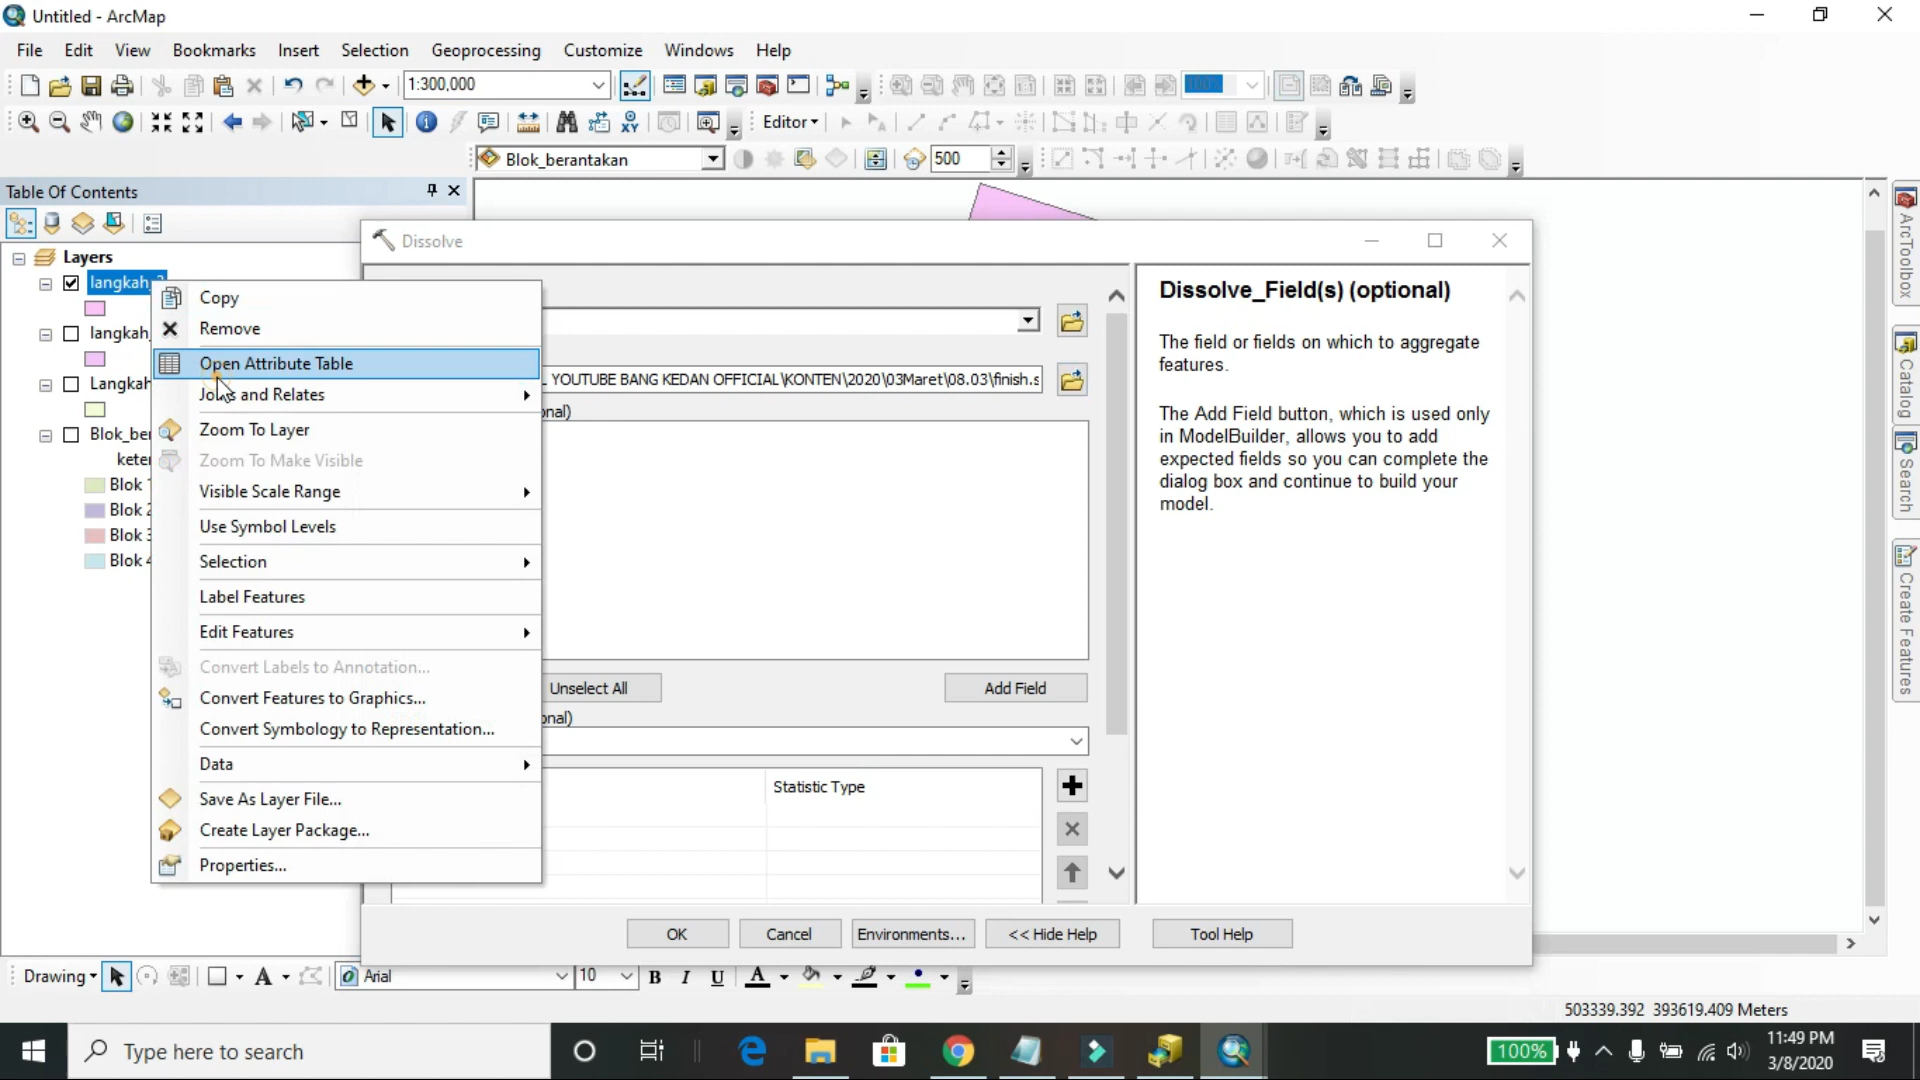 Untitled - ArcMap
File Edit View Bookmarks Insert Selection Geoprocessing Customize Windows Help
1:300,000
Editor
Blok_berantakan 500
Table Of Contents
Layers
langkah
langkah
Langkah
Blok_ber
keter
Blok
Blok 2
Blok 3
Blok 4
Copy
Remove
Open Attribute Table
Joins and Relates
Zoom To Layer
Zoom To Make Visible
Visible Scale Range
Use Symbol Levels
Selection
Label Features
Edit Features
Convert Labels to Annotation...
Convert Features to Graphics...
Convert Symbology to Representation...
Data
Save As Layer File...
Create Layer Package...
Properties...
Dissolve
L YOUTUBE BANG KEDAN OFFICIAL\KONTEN\2020\03Maret\08.03\finish.s
onal)
Unselect All Add Field
onal)
Statistic Type
OK Cancel Environments... << Hide Help Tool Help
Dissolve_Field(s) (optional)
The field or fields on which to aggregate
features.
The Add Field button, which is used only
in ModelBuilder, allows you to add
expected fields so you can complete the
dialog box and continue to build your
model.
ArcToolbox
Catalog
Search
Create Features
Drawing A Arial 10 B I U A
503339.392 393619.409 Meters
Type here to search
100%
11:49 PM
3/8/2020